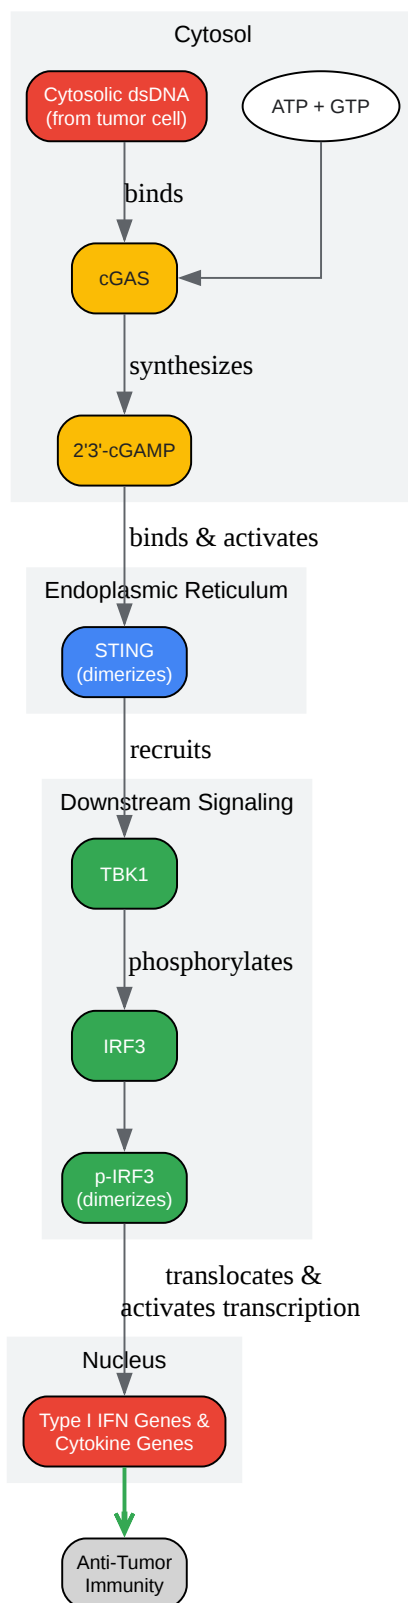 Cytosol
Cytosolic dsDNA
(from tumor cell)
ATP + GTP
binds
cGAS
synthesizes
2'3'-cGAMP
binds & activates
Endoplasmic Reticulum
STING
(dimerizes)
recruits
Downstream Signaling
TBK1
phosphorylates
IRF3
p-IRF3
(dimerizes)
translocates &
activates transcription
Nucleus
Type I IFN Genes &
Cytokine Genes
Anti-Tumor
Immunity